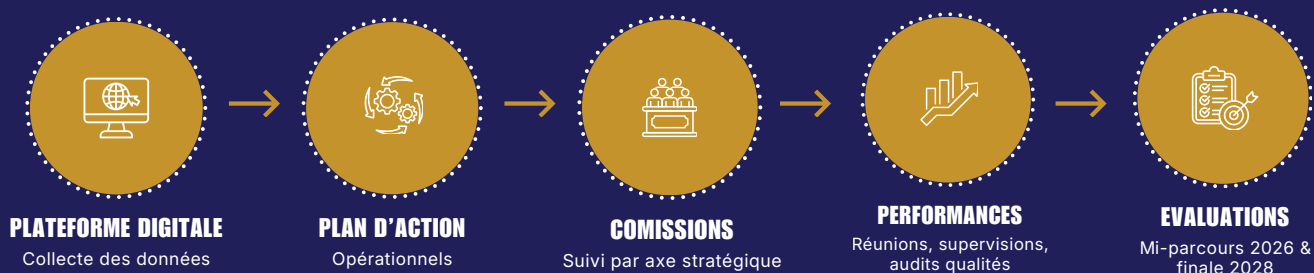 PLATEFORME DIGITALE
Collecte des données
PLAN D'ACTION
Opérationnels
COMISSIONS
Suivi par axe stratégique
PERFORMANCES
Réunions, supervisions,
audits qualités
EVALUATIONS
Mi-parcours 2026 &
finale 2028